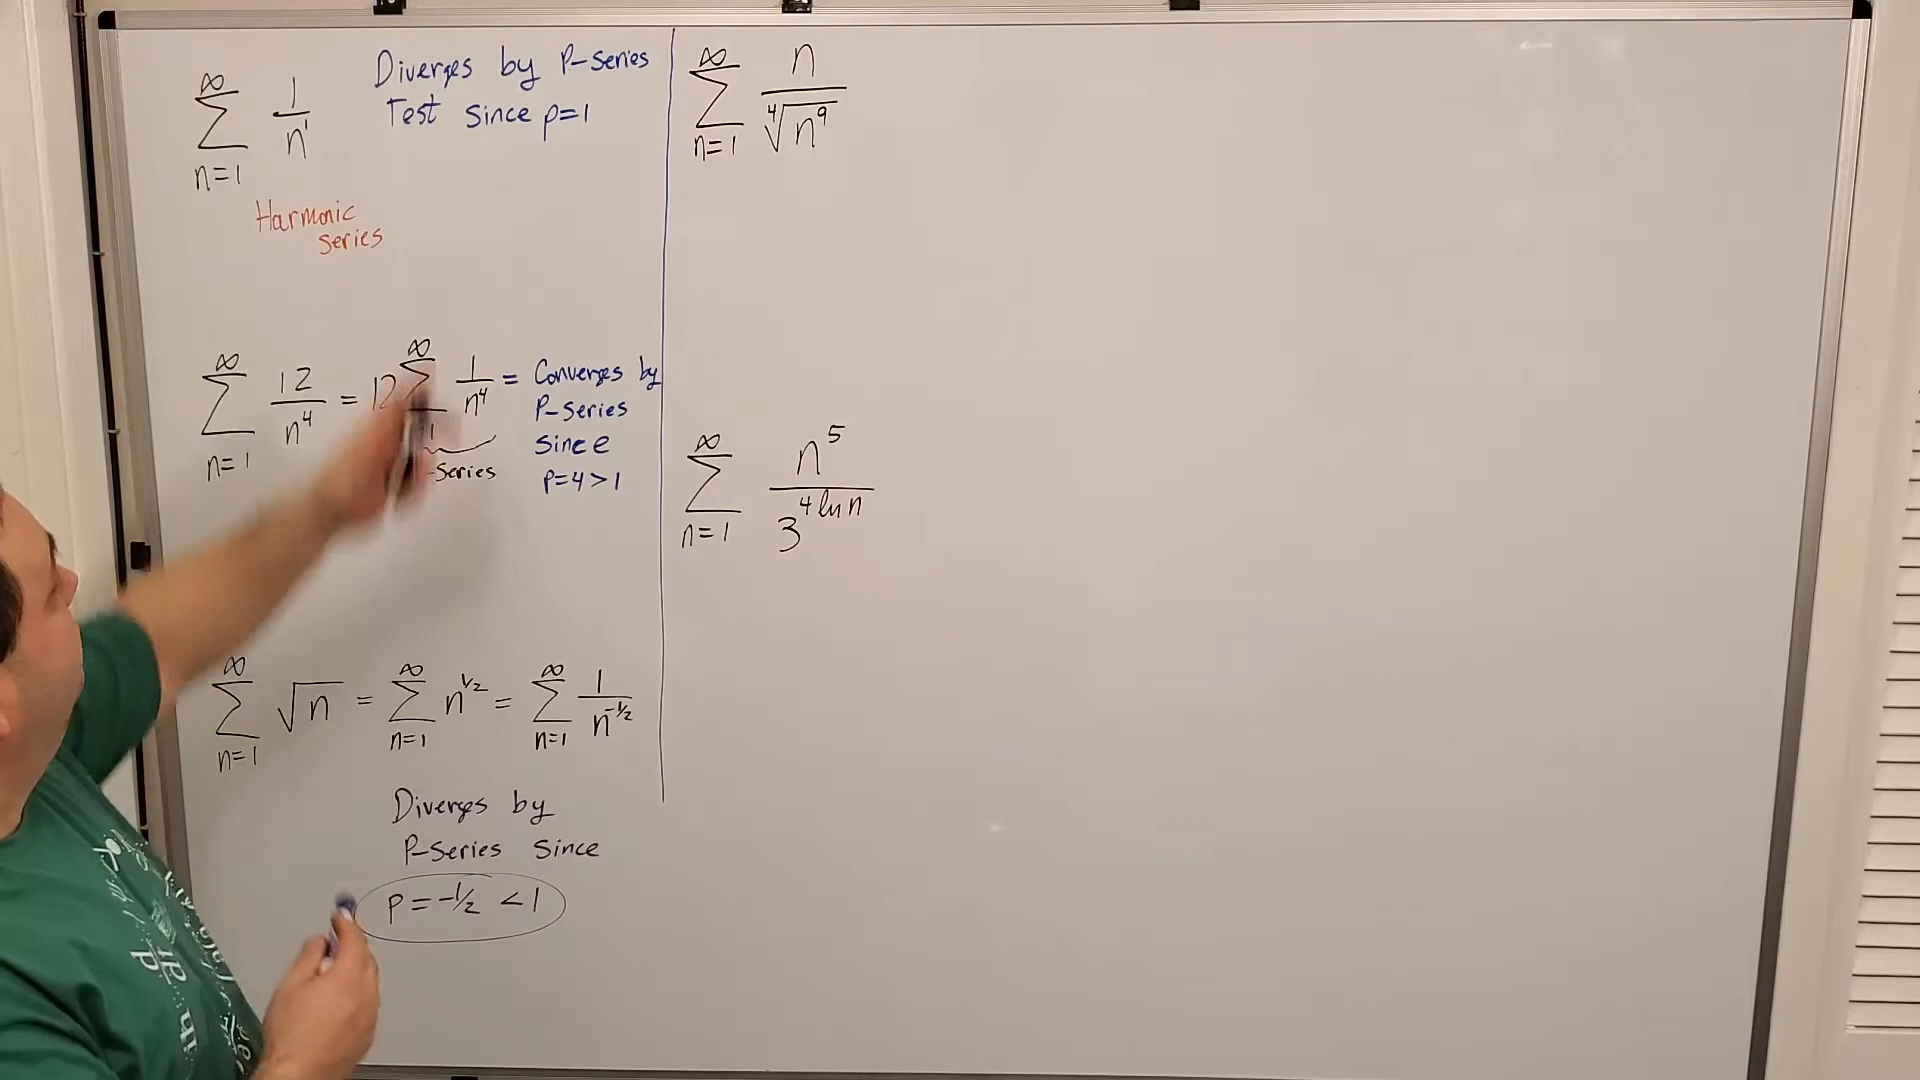 ∞
∑ 1/n¹
n=1
Diverges by P-series
Test since p=1
Harmonic
series
∞ ∞
∑ 12/n⁴ = 12 ∑ 1/n⁴ =
n=1 1
-series
Converges by
P-series
since
p=4>1
∞ ∞ ∞
∑ √n = ∑ n^½ = ∑ 1/n^-½
n=1 n=1 n=1
Diverges by
P-series since
p=-½ <1
∞
∑ n/⁴√n⁹
n=1
∞
∑ n⁵/3^4 ln n
n=1